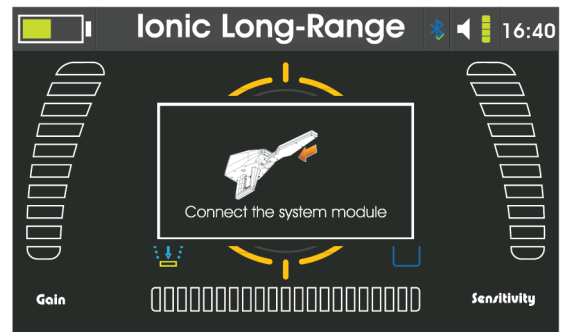 Ionic Long-Range
16:40
Connect the system module
Gain
Sensitivity